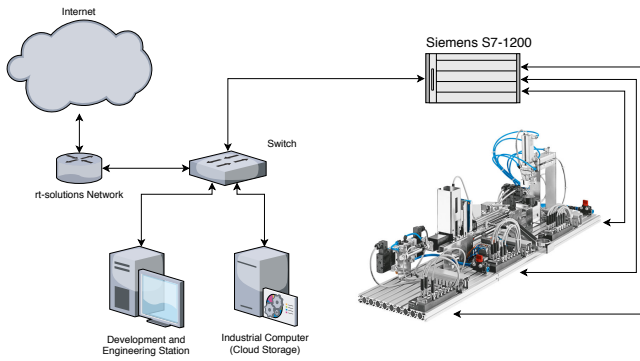 Internet
Siemens S7-1200
Switch
rt-solutions Network
Development and
Engineering Station
Industrial Computer
(Cloud Storage)